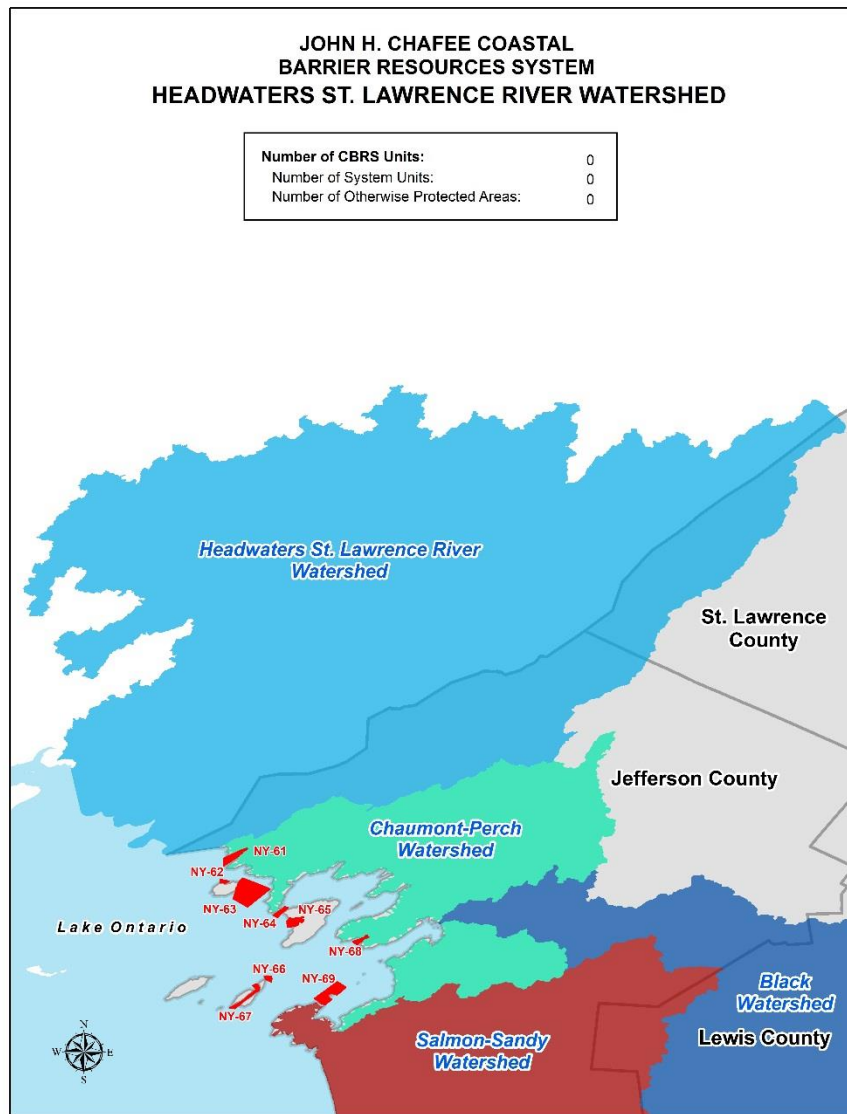 JOHN H. CHAFEE COASTAL
BARRIER RESOURCES SYSTEM
HEADWATERS ST. LAWRENCE RIVER WATERSHED
Number of CBRS Units: 0
Number of System Units: 0
Number of Otherwise Protected Areas: 0
Headwaters St. Lawrence River
Watershed
St. Lawrence
County
Jefferson County
Chaumont-Perch
Watershed
NY-61
NY-62
NY-63
NY-64
NY-65
Lake Ontario
NY-68
NY-66
NY-69
NY-67
Black
Watershed
Lewis County
Salmon-Sandy
Watershed
N
W
E
S